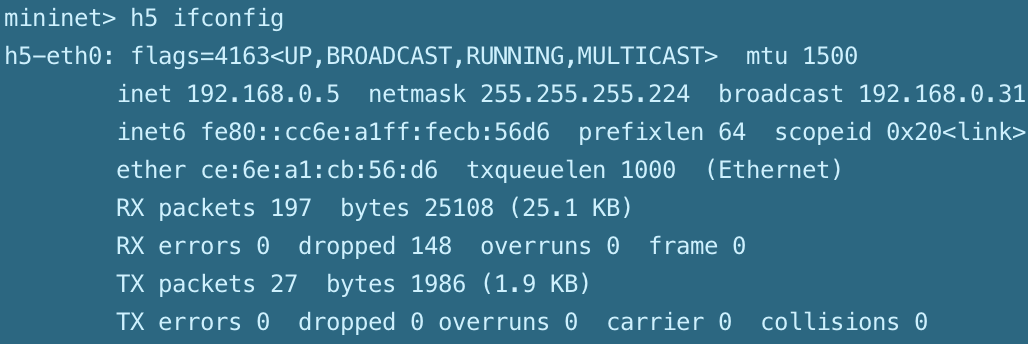 mininet> h5 ifconfig
h5-eth0: flags=4163<UP,BROADCAST,RUNNING,MULTICAST>  mtu 1500
        inet 192.168.0.5  netmask 255.255.255.224  broadcast 192.168.0.31
        inet6 fe80::cc6e:a1ff:fecb:56d6  prefixlen 64  scopeid 0x20<link>
        ether ce:6e:a1:cb:56:d6  txqueuelen 1000  (Ethernet)
        RX packets 197  bytes 25108 (25.1 KB)
        RX errors 0  dropped 148  overruns 0  frame 0
        TX packets 27  bytes 1986 (1.9 KB)
        TX errors 0  dropped 0 overruns 0  carrier 0  collisions 0